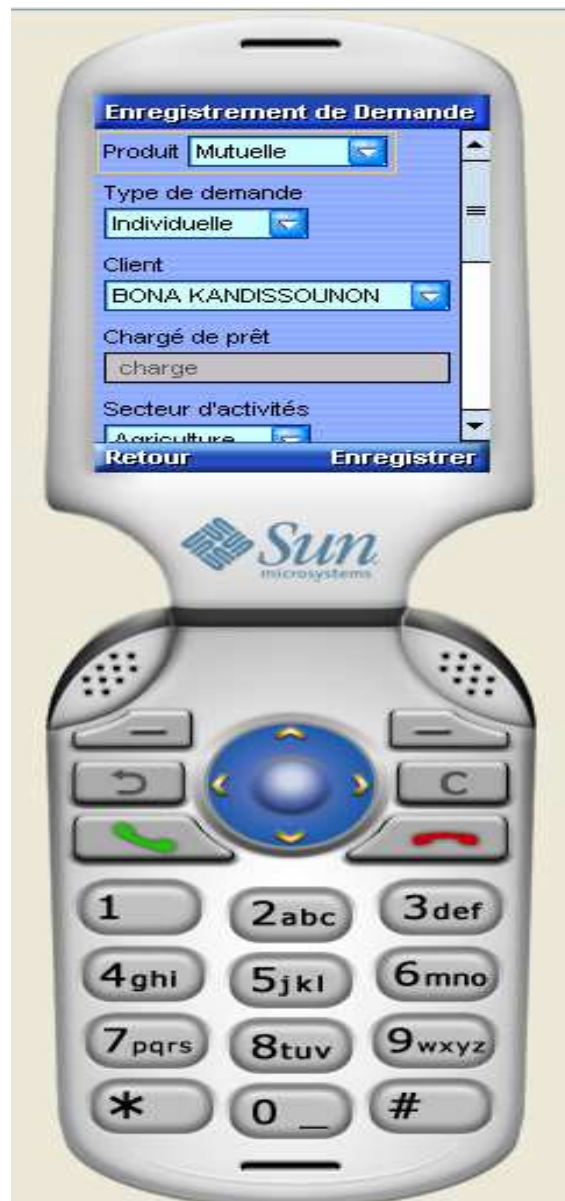 Enregistrement de Demande
Produit Mutuelle
Type de demande
Individuelle
Client
BONA KANDISSOUNON
Chargé de prêt
charge
Secteur d'activités
Agriculture
Retour Enregistrer
Sun
microsystems
C
1 2abc 3def
4ghi 5jkl 6mno
7pqrs 8tuv 9wxyz
* 0 _ #